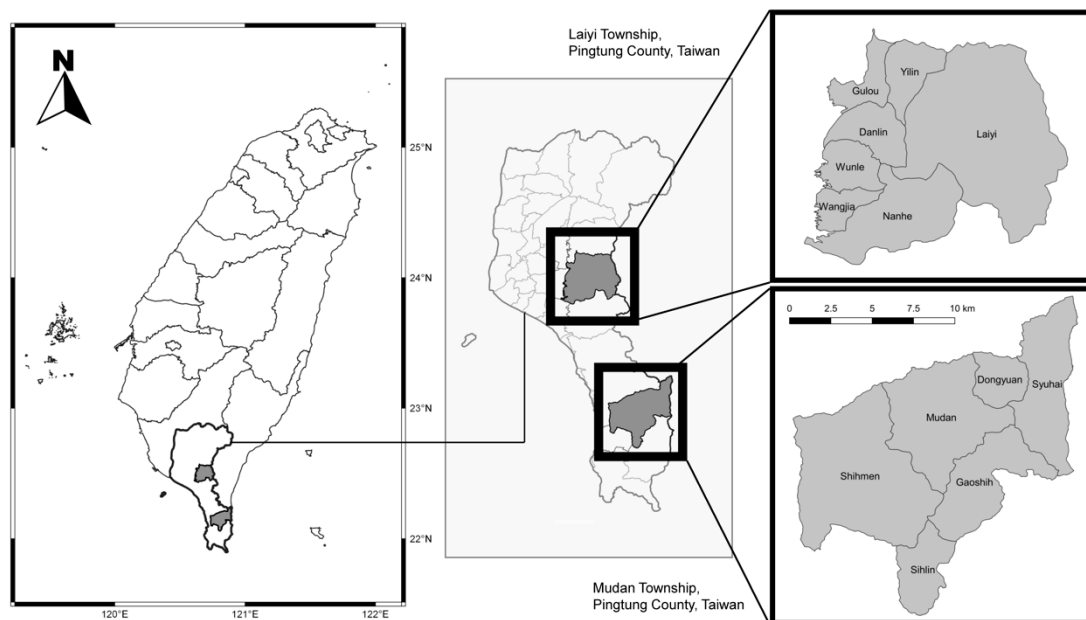 N
25°N
24°N
23°N
22°N
120°E
121°E
122°E
Laiyi Township,
Pingtung County, Taiwan
Mudan Township,
Pingtung County, Taiwan
Yilin
Gulou
Danlin
Laiyi
Wunle
Wangjia
Nanhe
0 2.5 5 7.5 10 km
Dongyuan
Syuhai
Mudan
Shihmen
Gaoshih
Sihlin